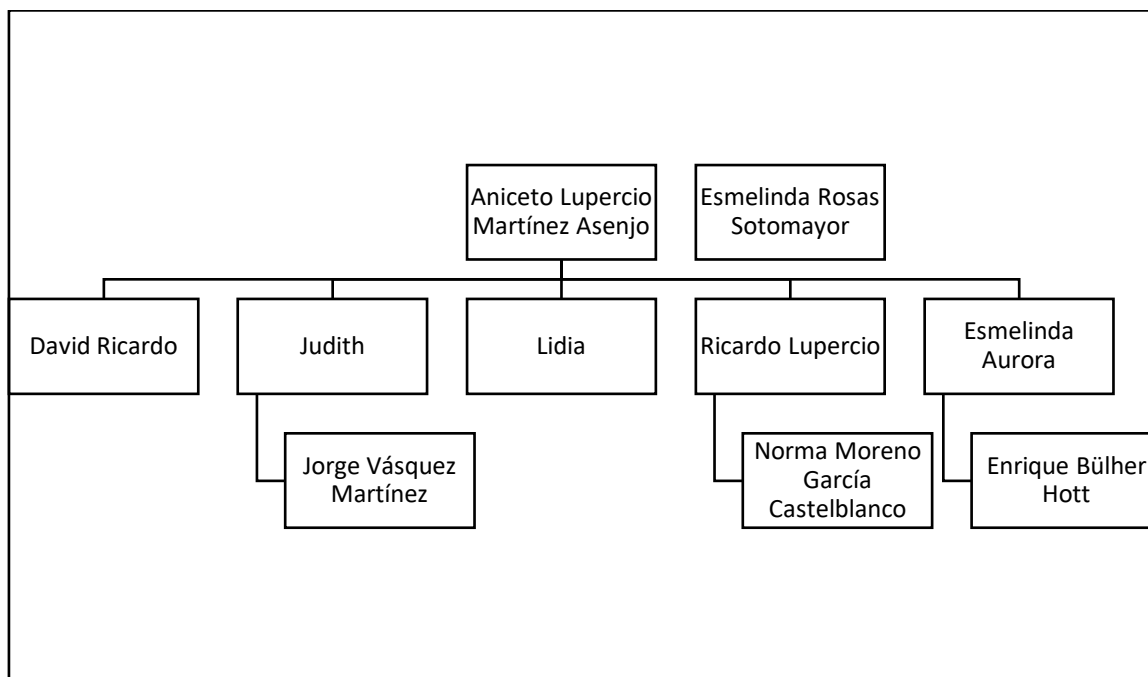 Aniceto Lupercio
Martínez Asenjo
Esmelinda Rosas
Sotomayor
David Ricardo
Judith
Lidia
Ricardo Lupercio
Esmelinda
Aurora
Jorge Vásquez
Martínez
Norma Moreno
García
Castelblanco
Enrique Bülher
Hott